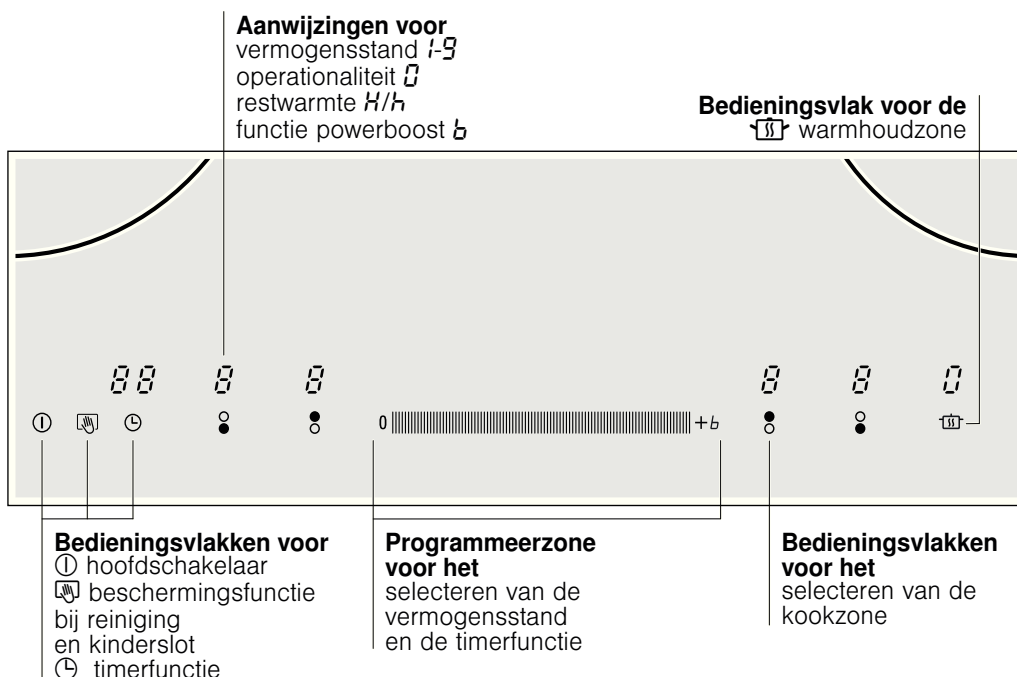 Aanwijzingen voor
vermogensstand 1-9
operationaliteit 0
restwarmte H/h
functie powerboost b
Bedieningsvlak voor de
warmhoudzone
88 8 8 8 8 0
0 + b
Bedieningsvlakken voor
hoofdschakelaar
beschermingsfunctie
bij reiniging
en kinderslot
timerfunctie
Programmeerzone
voor het
selecteren van de
vermogensstand
en de timerfunctie
Bedieningsvlakken
voor het
selecteren van de
kookzone